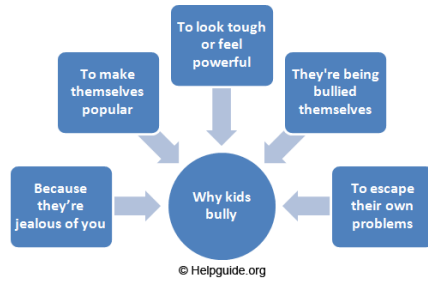 To look tough
or feel
powerful
To make
themselves
popular
They're being
bullied
themselves
Because
they’re
jealous of you
Why kids
bully
To escape
their own
problems
© Helpguide.org